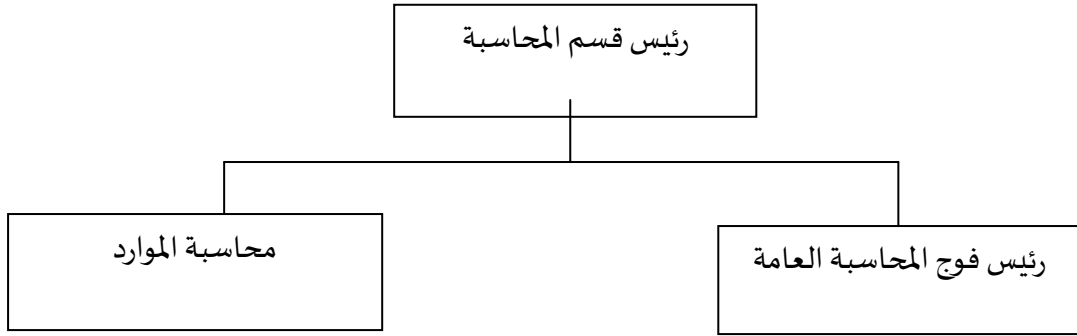 رئيس قسم المحاسبة
رئيس فوج المحاسبة العامة
محاسبة الموارد